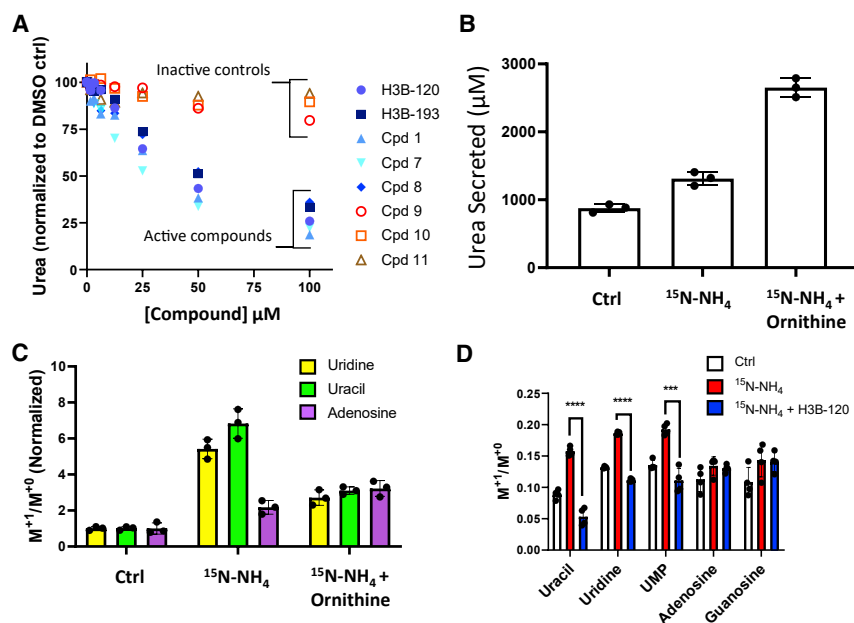 A
Urea (normalized to DMSO ctrl)
100
75
50
25
0
Inactive controls
Active compounds
0
25
50
75
100
[Compound] µM
H3B-120
H3B-193
Cpd 1
Cpd 7
Cpd 8
Cpd 9
Cpd 10
Cpd 11
B
Urea Secreted (µM)
3000
2000
1000
0
Ctrl
¹⁵N-NH₄
¹⁵N-NH₄ +
Ornithine
C
M⁺¹/M⁺⁰ (Normalized)
10
8
6
4
2
0
Uridine
Uracil
Adenosine
Ctrl
¹⁵N-NH₄
¹⁵N-NH₄ +
Ornithine
D
Ctrl
¹⁵N-NH₄
¹⁵N-NH₄ + H3B-120
M⁺¹/M⁺⁰
0.20
0.15
0.10
0.05
0.00
****
****
***
Uracil
Uridine
UMP
Adenosine
Guanosine